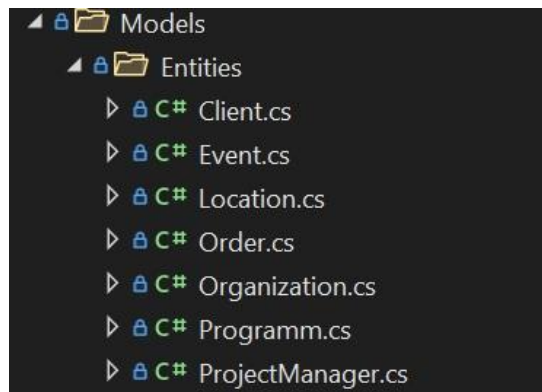 Models
Entities
C# Client.cs
C# Event.cs
C# Location.cs
C# Order.cs
C# Organization.cs
C# Programm.cs
C# ProjectManager.cs